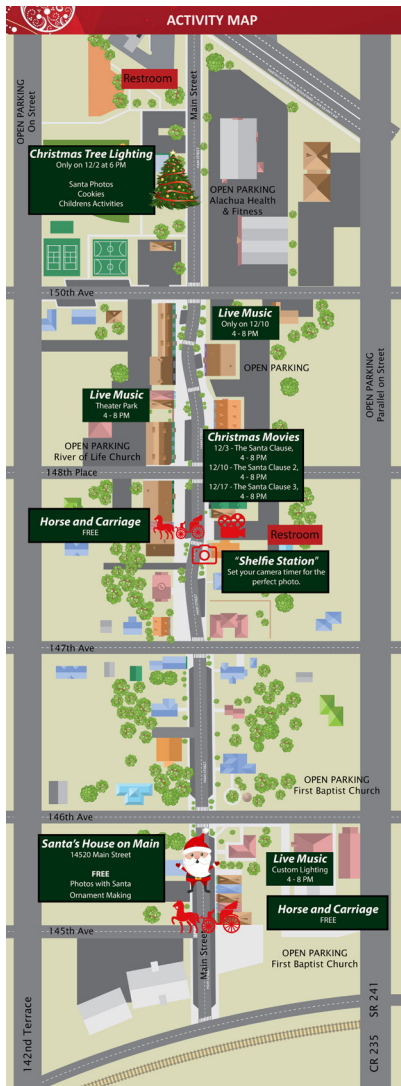 ACTIVITY MAP
Restroom
Main Street
OPEN PARKING
On Street
Christmas Tree Lighting
Only on 12/2 at 6 PM
Santa Photos
Cookies
Childrens Activities
OPEN PARKING
Alachua Health
& Fitness
150th Ave
Live Music
Only on 12/10
4 - 8 PM
OPEN PARKING
OPEN PARKING
Parallel on Street
Live Music
Theater Park
4 - 8 PM
OPEN PARKING
River of Life Church
Christmas Movies
12/3 - The Santa Clause,
4 - 8 PM
12/10 - The Santa Clause 2,
4 - 8 PM
12/17 - The Santa Clause 3,
4 - 8 PM
148th Place
Horse and Carriage
FREE
Restroom
“Shelfie Station”
Set your camera timer for the
perfect photo.
147th Ave
OPEN PARKING
First Baptist Church
146th Ave
Santa's House on Main
14520 Main Street
FREE
Photos with Santa
Ornament Making
Live Music
Custom Lighting
4 - 8 PM
Horse and Carriage
FREE
145th Ave
Main Street
OPEN PARKING
First Baptist Church
142nd Terrace
CR 235 SR 241